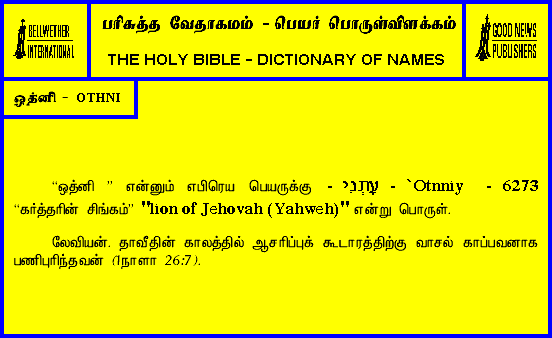 BELLWETHER
INTERNATIONAL
பரிசுத்த வேதாகமம் - பெயர் பொருள்விளக்கம்
THE HOLY BIBLE - DICTIONARY OF NAMES
GOOD NEWS
PUBLISHERS
ஒத்னி - OTHNI
“ஒத்னி ” என்னும் எபிரெய பெயருக்கு - עָתְנִי - `Otnniy - 6273
“கர்த்தரின் சிங்கம்” "lion of Jehovah (Yahweh)" என்று பொருள்.
லேவியன். தாவீதின் காலத்தில் ஆசரிப்புக் கூடாரத்திற்கு வாசல் காப்பவனாக
பணிபுரிந்தவன் (1நாளா 26:7).